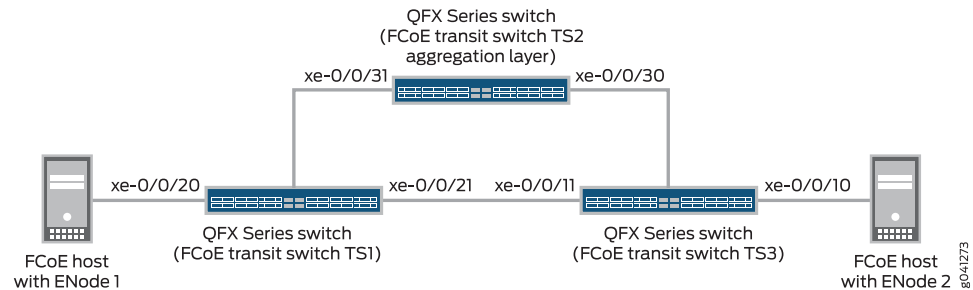 QFX Series switch
(FCoE transit switch TS2
aggregation layer)
xe-0/0/31
xe-0/0/30
xe-0/0/20
xe-0/0/21
xe-0/0/11
xe-0/0/10
QFX Series switch
(FCoE transit switch TS1)
QFX Series switch
(FCoE transit switch TS3)
FCoE host
with ENode 1
FCoE host
with ENode 2
g041273